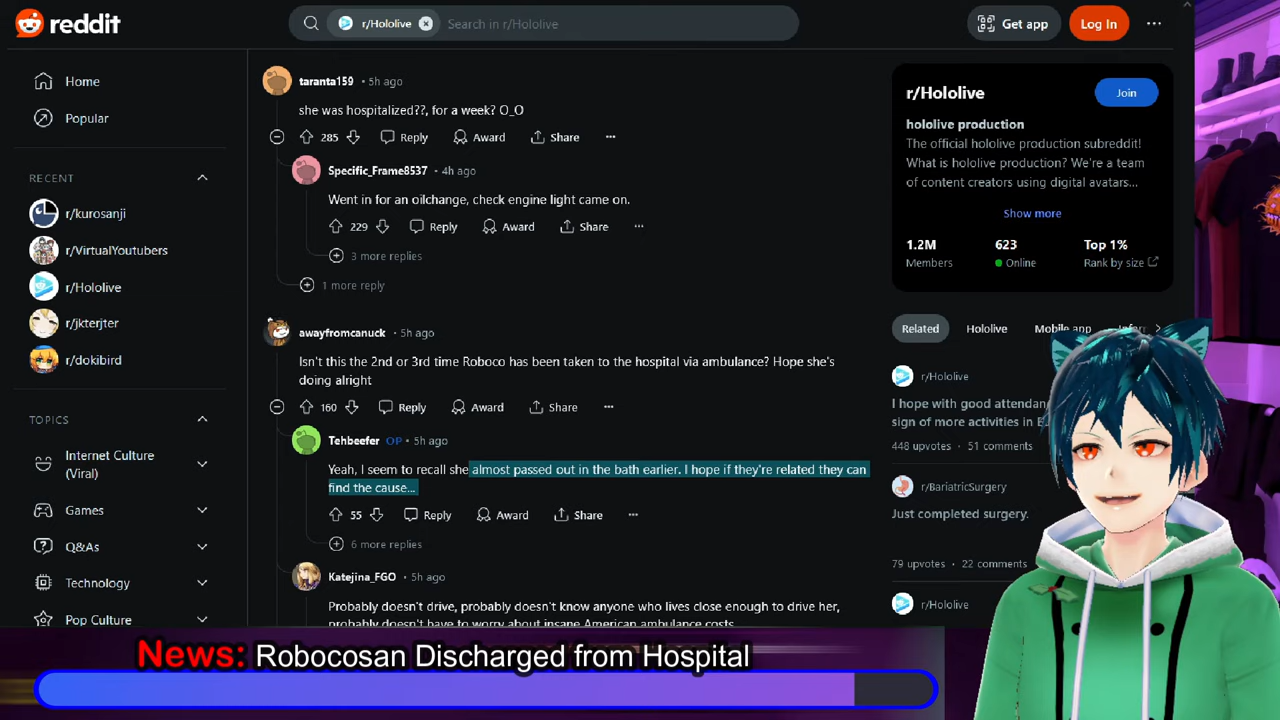 reddit
r/Hololive
Search in r/Hololive
Get app
Log In
Home
Popular
RECENT
r/kurosanji
r/VirtualYoutubers
r/Hololive
r/jkterjter
r/dokibird
TOPICS
Internet Culture
(Viral)
Games
Q&As
Technology
Pop Culture
taranta159 • 5h ago
she was hospitalized??, for a week? O_O
285 Reply Award Share
Specific_Frame8537 • 4h ago
Went in for an oilchange, check engine light came on.
229 Reply Award Share
3 more replies
1 more reply
awayfromcanuck • 5h ago
Isn't this the 2nd or 3rd time Roboco has been taken to the hospital via ambulance? Hope she's
doing alright
160 Reply Award Share
Tehbeefer OP • 5h ago
Yeah, I seem to recall she almost passed out in the bath earlier. I hope if they're related they can
find the cause...
55 Reply Award Share
6 more replies
Katejina_FGO • 5h ago
Probably doesn't drive, probably doesn't know anyone who lives close enough to drive her,
probably doesn't have to worry about insane American ambulance costs
r/Hololive
Join
hololive production
The official hololive production subreddit!
What is hololive production? We're a team
of content creators using digital avatars...
Show more
1.2M 623 Top 1%
Members Online Rank by size
Related Hololive Mobile app
r/Hololive
I hope with good
sign of more activities in
448 upvotes • 51 comments
r/BariatricSurgery
Just completed surgery.
79 upvotes • 22 comments
r/Hololive
News: Robocosan Discharged from Hospital